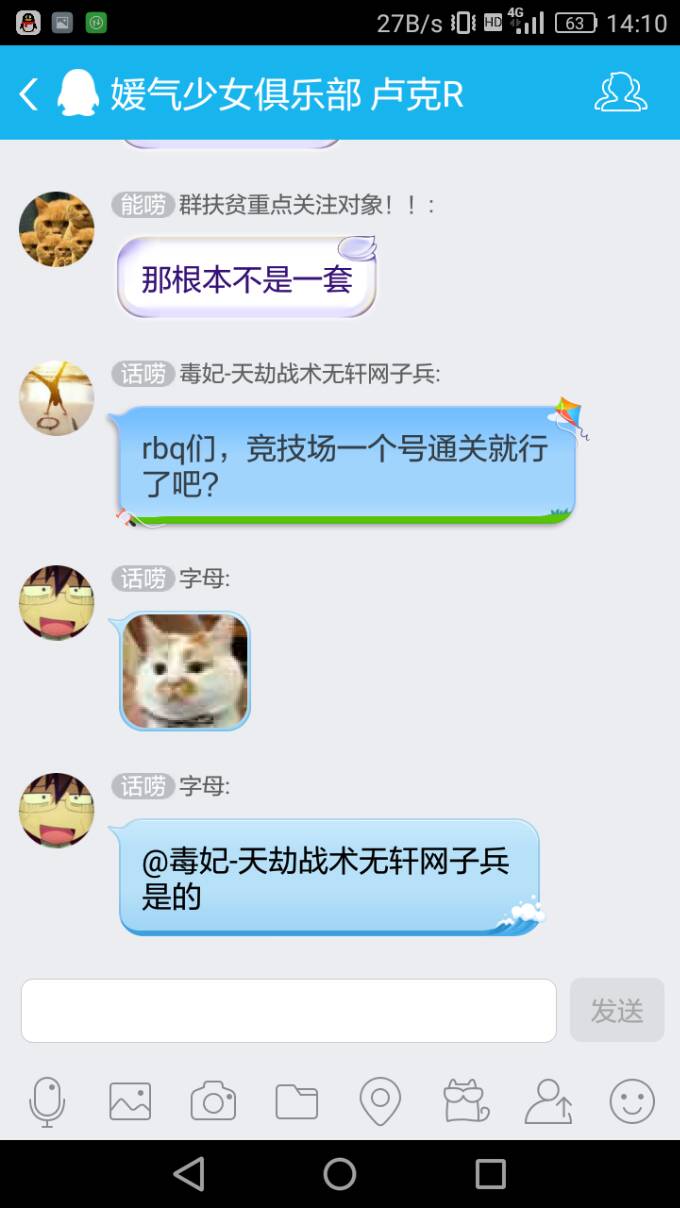 27B/s HD 4G 63 14:10
媛气少女俱乐部 卢克R
能唠 群扶贫重点关注对象！！:
那根本不是一套
话唠 毒妃-天劫战术无轩网子兵:
rbq们，竞技场一个号通关就行
了吧?
话唠 字母:
话唠 字母:
@毒妃-天劫战术无轩网子兵
是的
发送